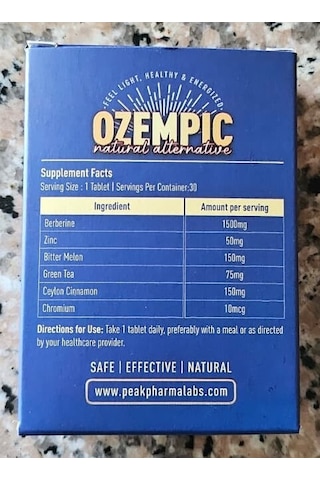 FEEL LIGHT, HEALTHY & ENERGIZED.
OZEMPIC
natural alternative
Supplement Facts
Serving Size : 1 Tablet | Servings Per Container:30
Ingredient Amount per serving
Berberine 1500mg
Zinc 50mg
Bitter Melon 150mg
Green Tea 75mg
Ceylon Cinnamon 150mg
Chromium 10mcg
Directions for Use: Take 1 tablet daily, preferably with a meal or as directed
by your healthcare provider.
SAFE | EFFECTIVE | NATURAL
www.peakpharmalabs.com